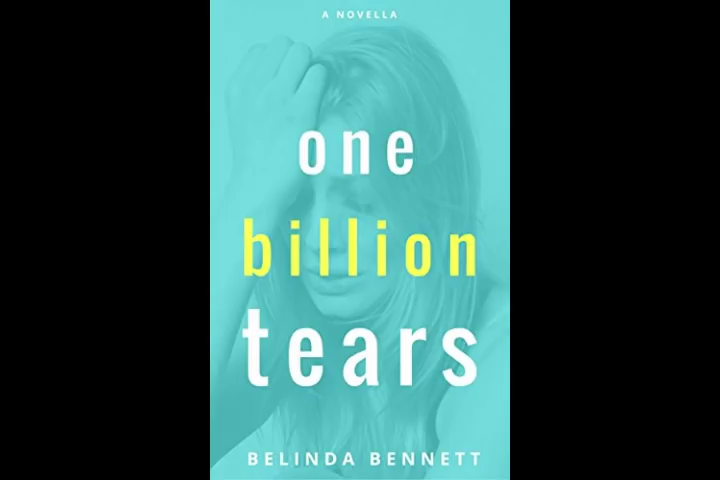 A NOVELLA
one
billion
tears
BELINDA BENNETT